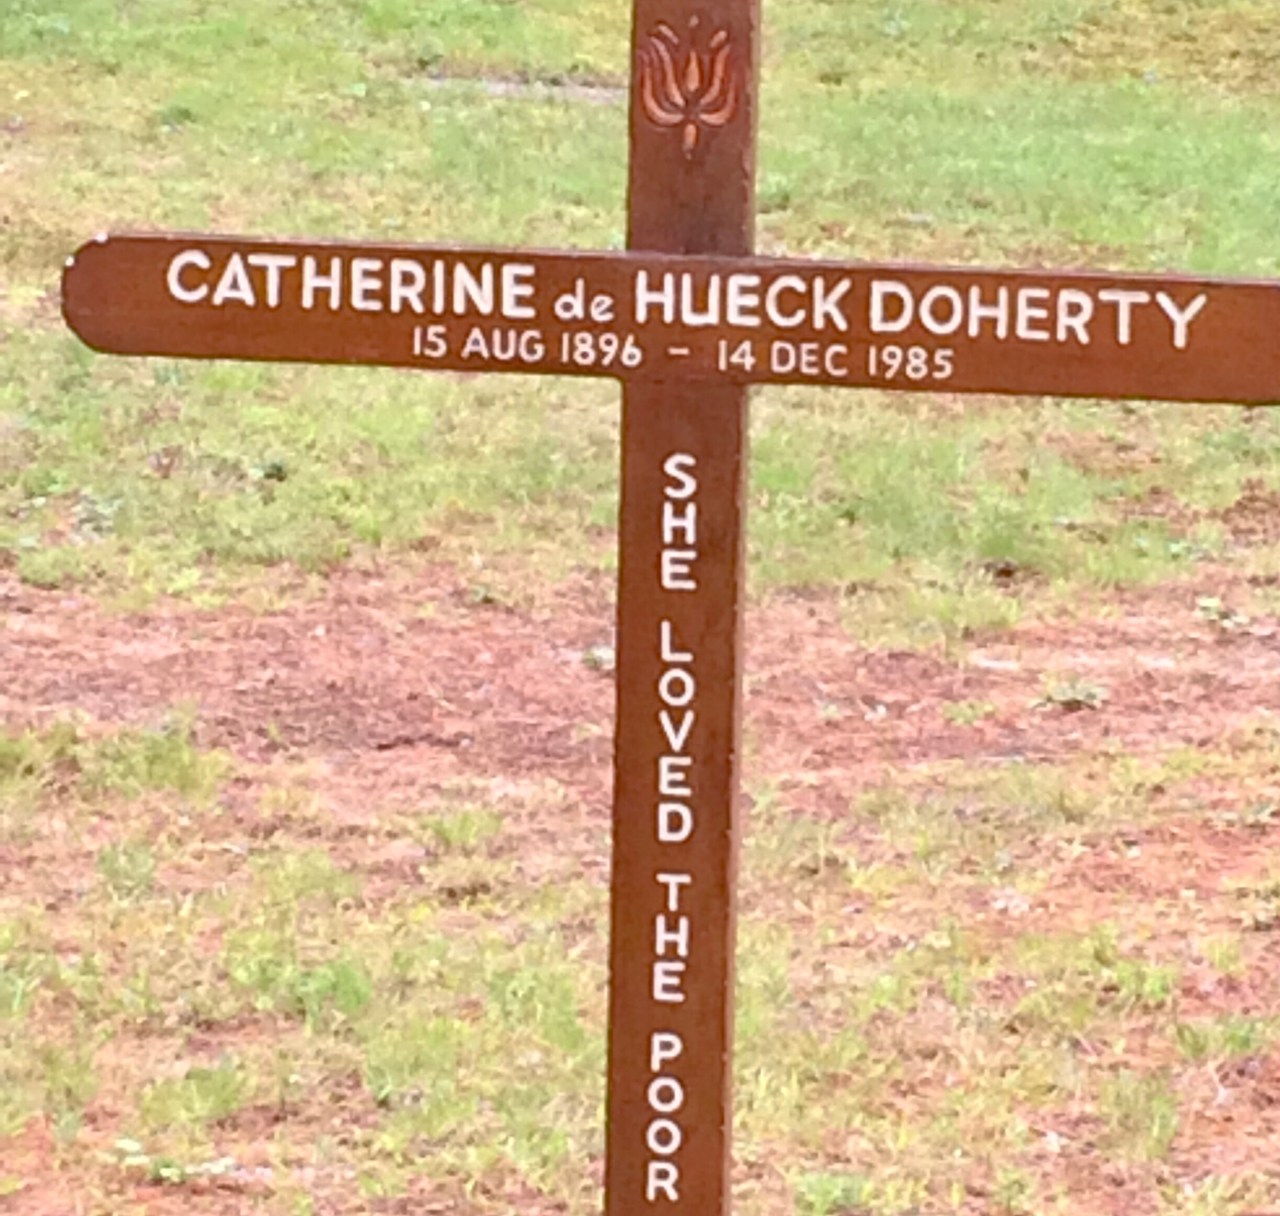 CATHERINE de HUECK DOHERTY
15 AUG 1896 - 14 DEC 1985
SHE LOVED THE POOR